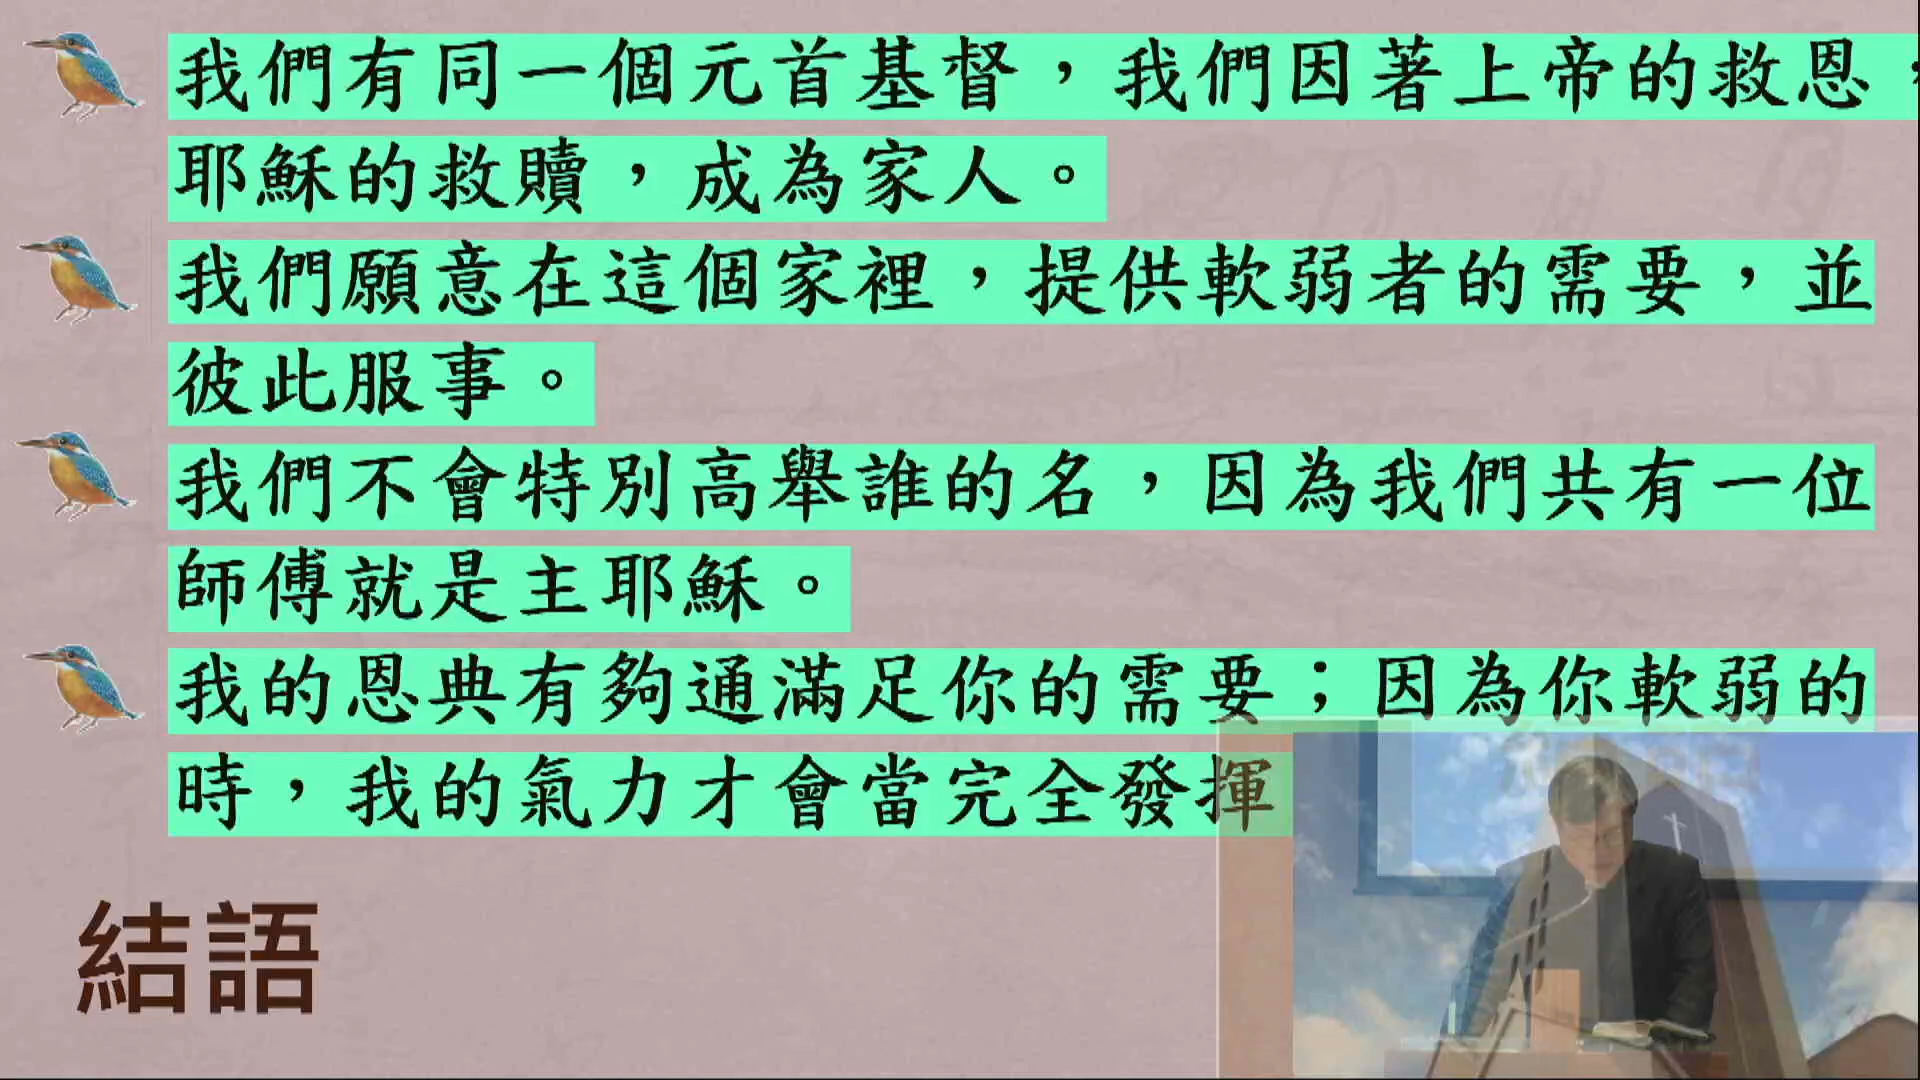 我們有同一個元首基督，我們因著上帝的救恩，
耶穌的救贖，成為家人。
我們願意在這個家裡，提供軟弱者的需要，並
彼此服事。
我們不會特別高舉誰的名，因為我們共有一位
師傅就是主耶穌。
我的恩典有夠通滿足你的需要；因為你軟弱的
時，我的氣力才會當完全發揮
結語